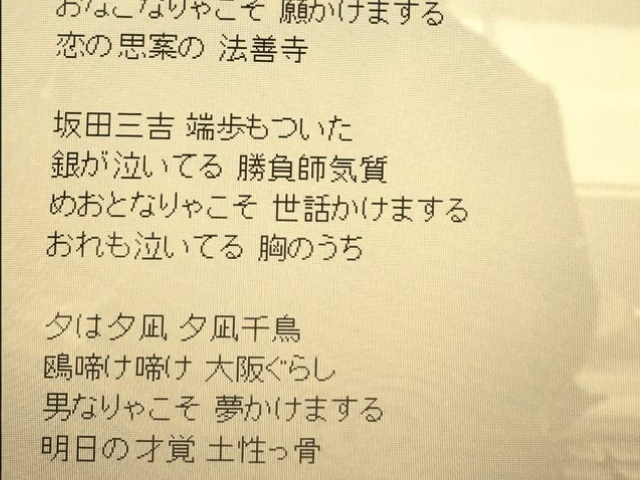 おなごなりゃこそ 願かけまする
恋の思案の 法善寺
坂田三吉 端歩もついた
銀が泣いてる 勝負師気質
めおとなりゃこそ 世話かけまする
おれも泣いてる 胸のうち
夕は夕凪 夕凪千鳥
鴎啼け啼け 大阪ぐらし
男なりゃこそ 夢かけまする
明日の才覚 土性っ骨